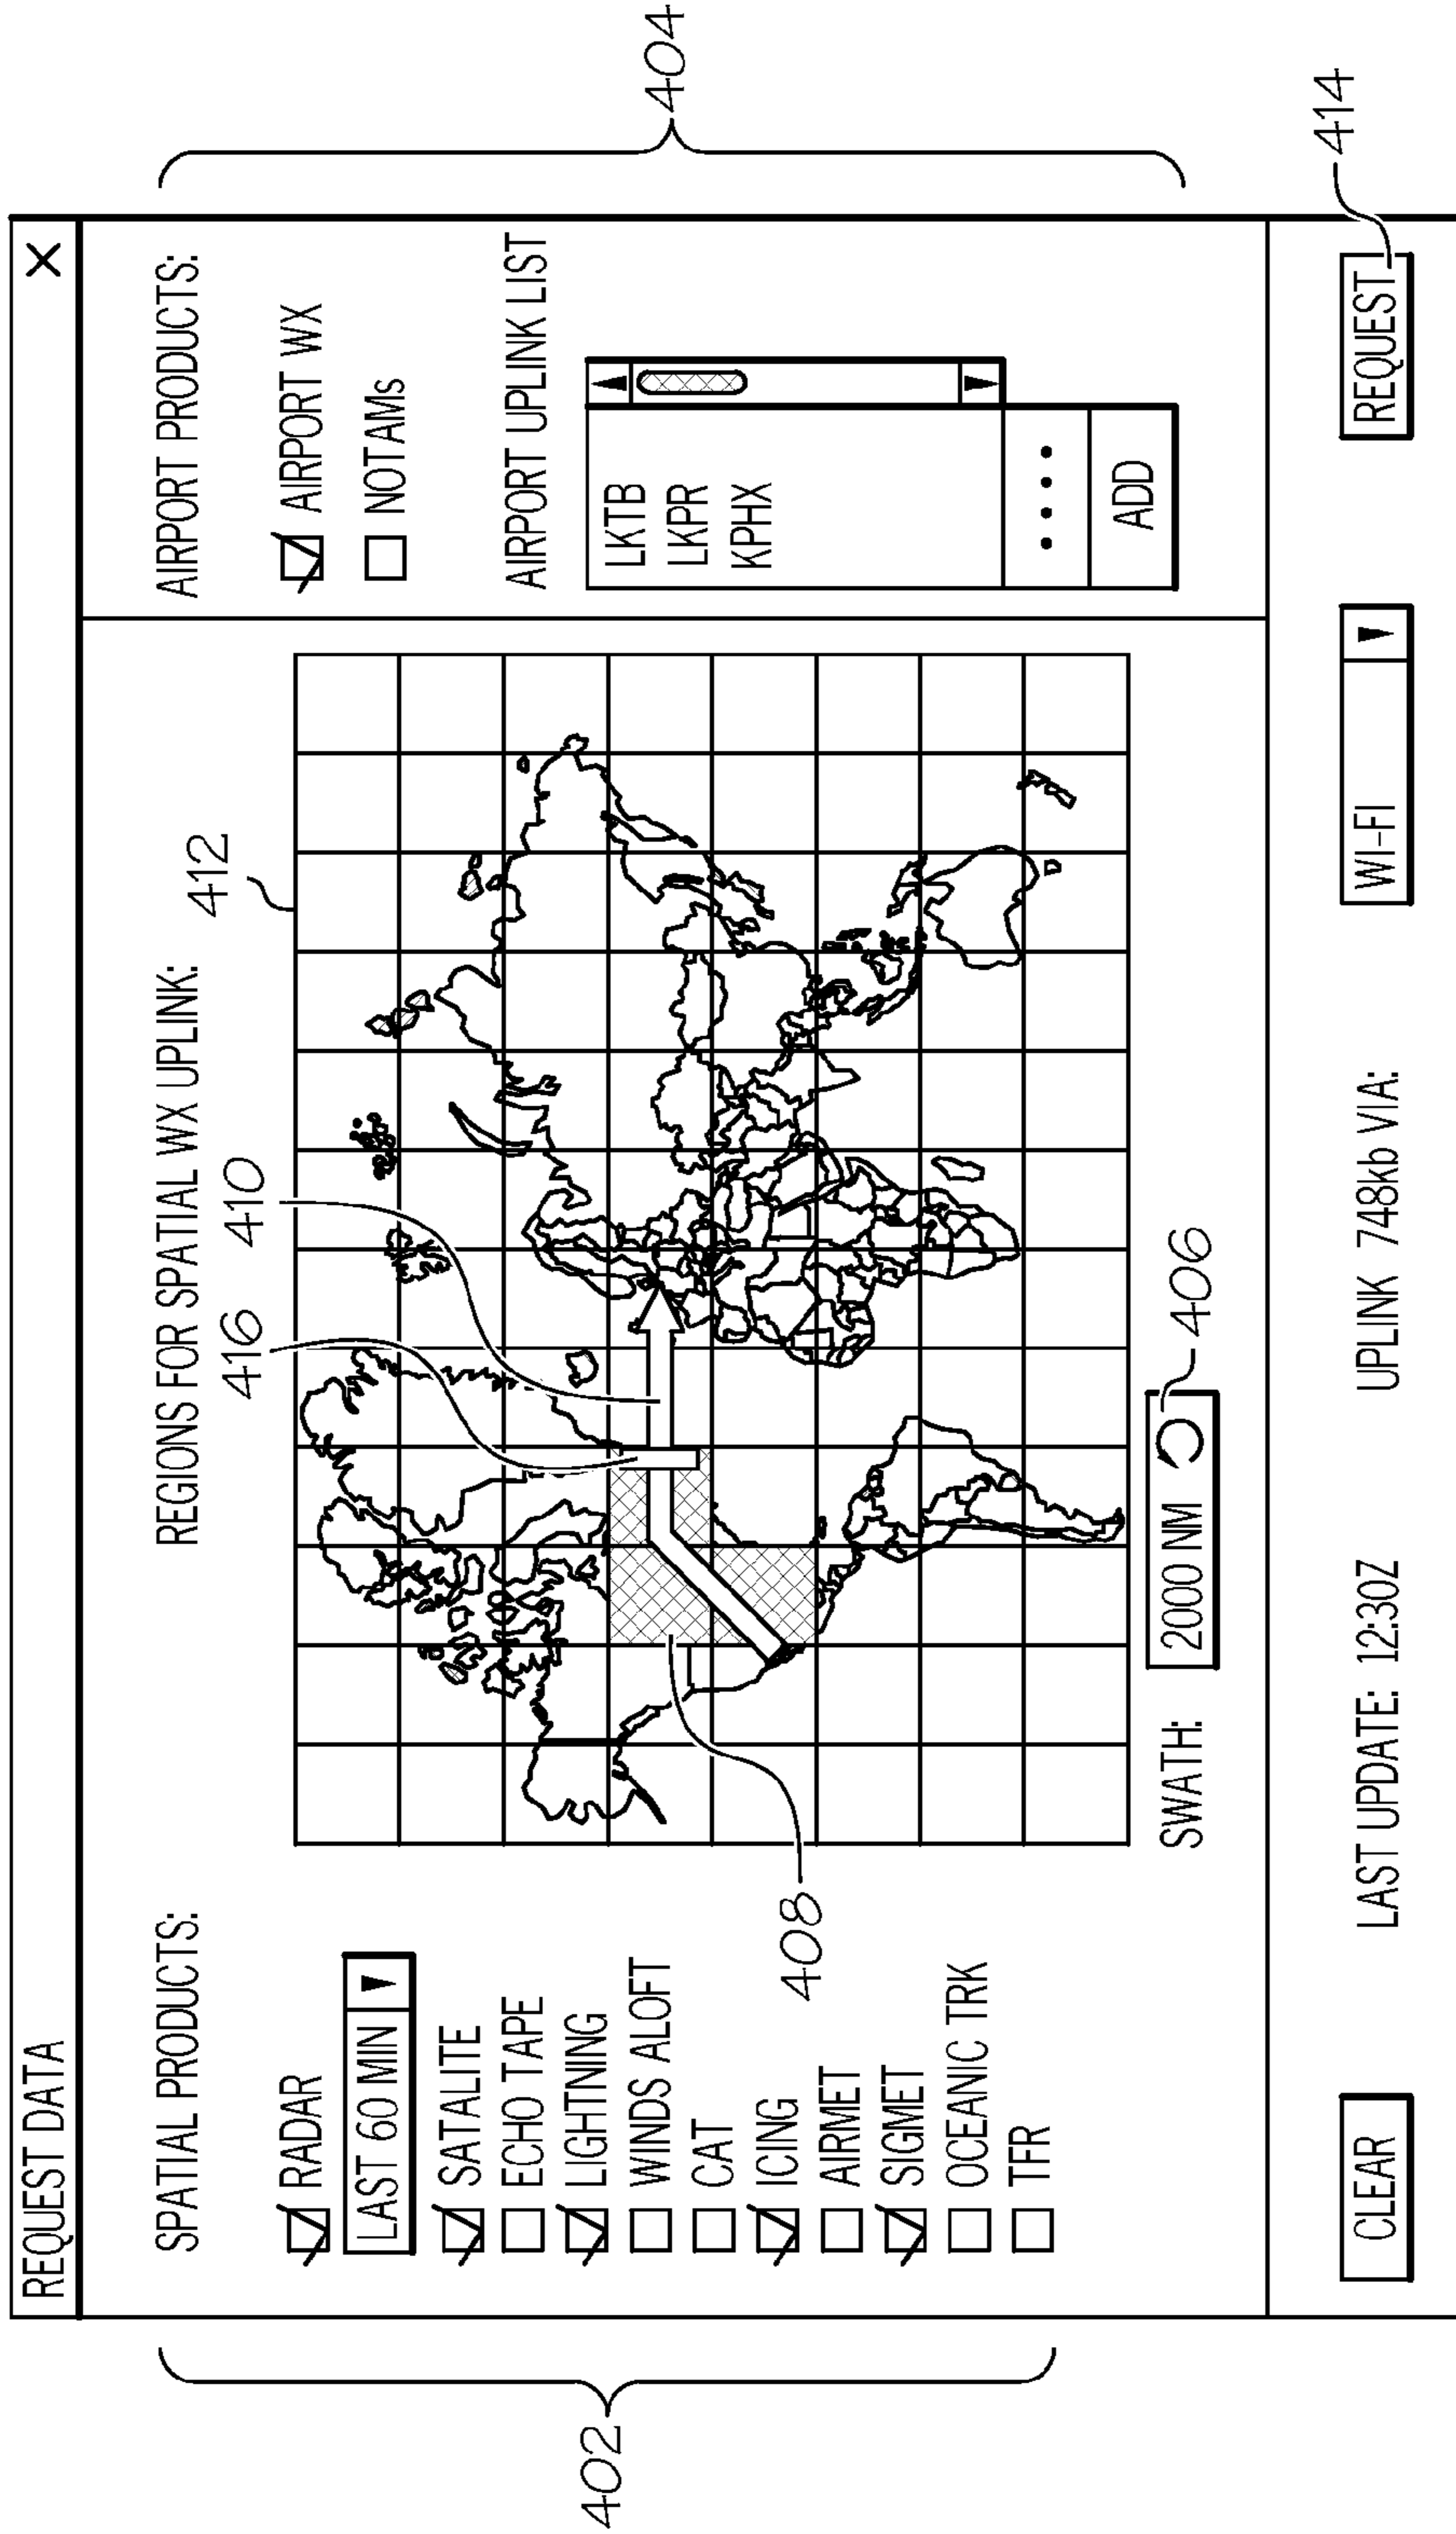 REQUEST DATA X
SPATIAL PRODUCTS:
RADAR
LAST 60 MIN
SATALITE
ECHO TAPE
LIGHTNING
WINDS ALOFT
CAT
ICING
AIRMET
SIGMET
OCEANIC TRK
TFR
402
REGIONS FOR SPATIAL WX UPLINK:
416
410
412
408
SWATH: 2000 NM
406
AIRPORT PRODUCTS:
AIRPORT WX
NOTAMs
AIRPORT UPLINK LIST
LKTB
LKPR
KPHX
....
ADD
404
CLEAR
LAST UPDATE: 12:30Z
UPLINK 748kb VIA:
WI-FI
REQUEST
414